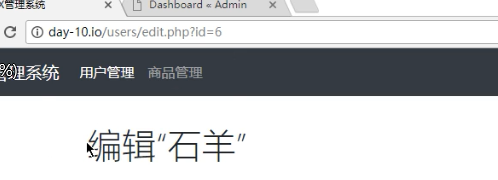 X管理系统 Dashboard « Admin
day-10.io/users/edit.php?id=6
管理系统 用户管理 商品管理
编辑“石羊”